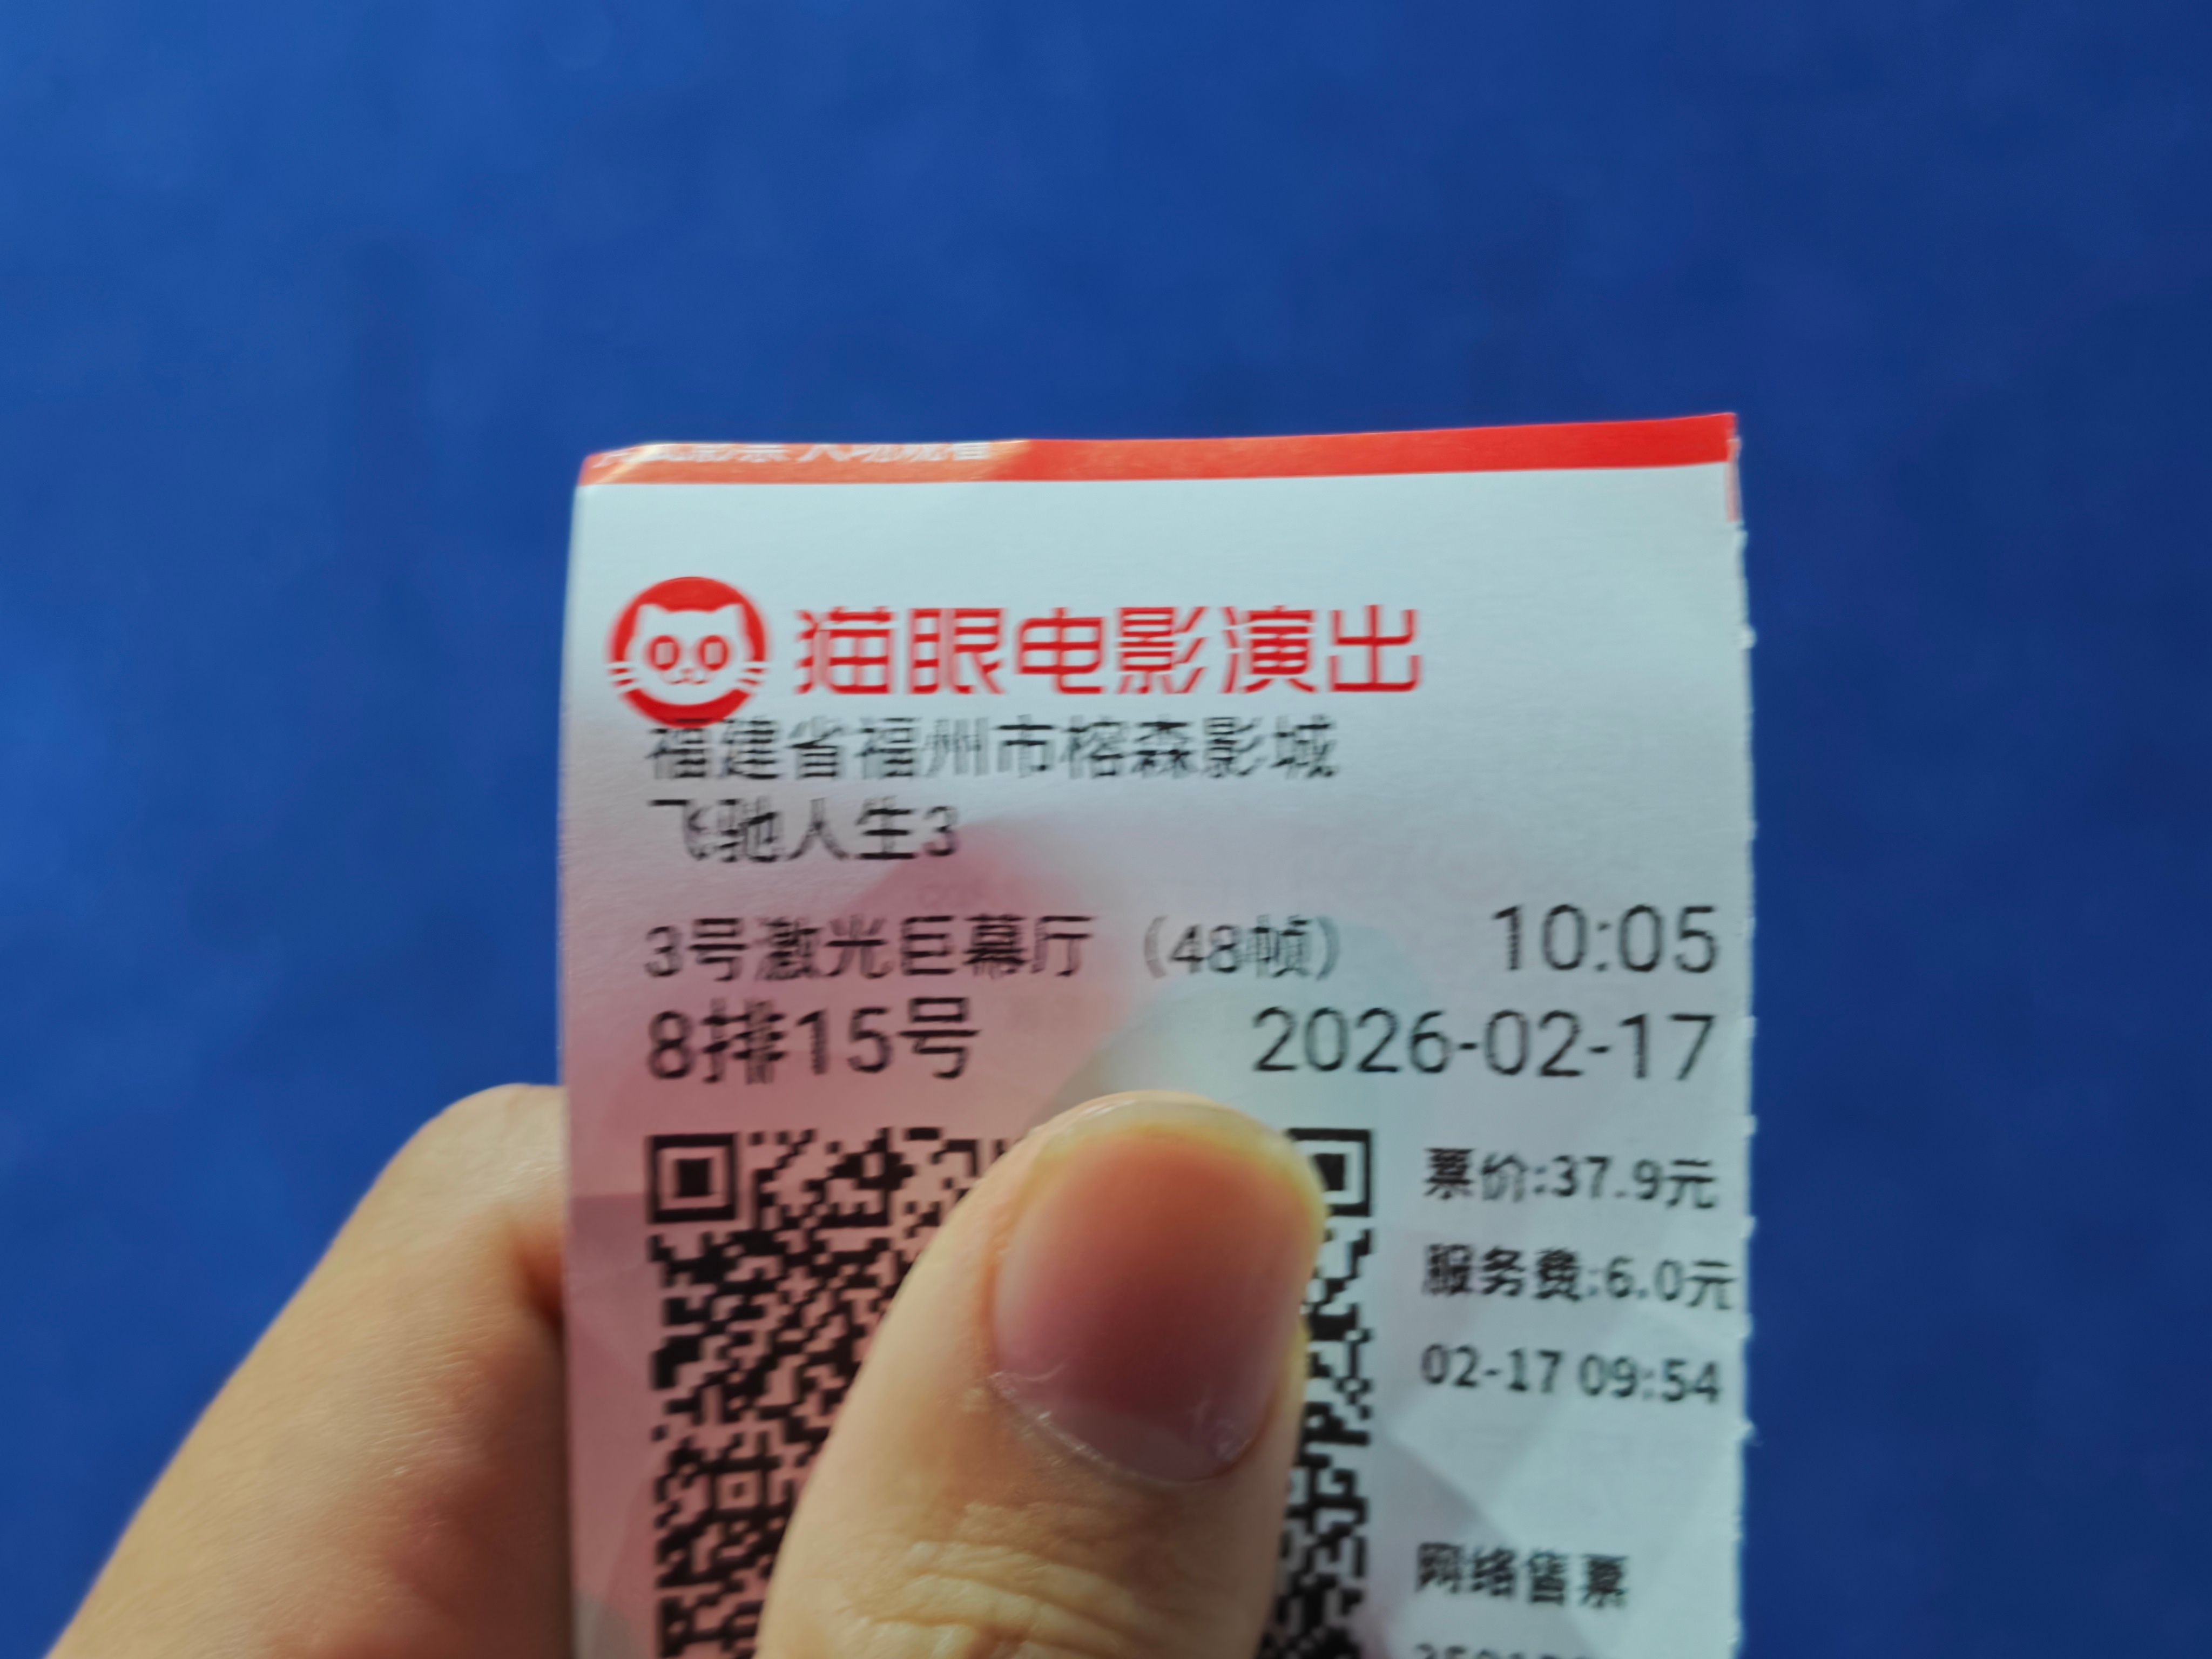 猫眼电影演出
福建省福州市榕森影城
飞驰人生3
3号激光巨幕厅（48帧） 10:05
8排15号 2026-02-17
票价:37.9元
服务费:6.0元
02-17 09:54
网络售票